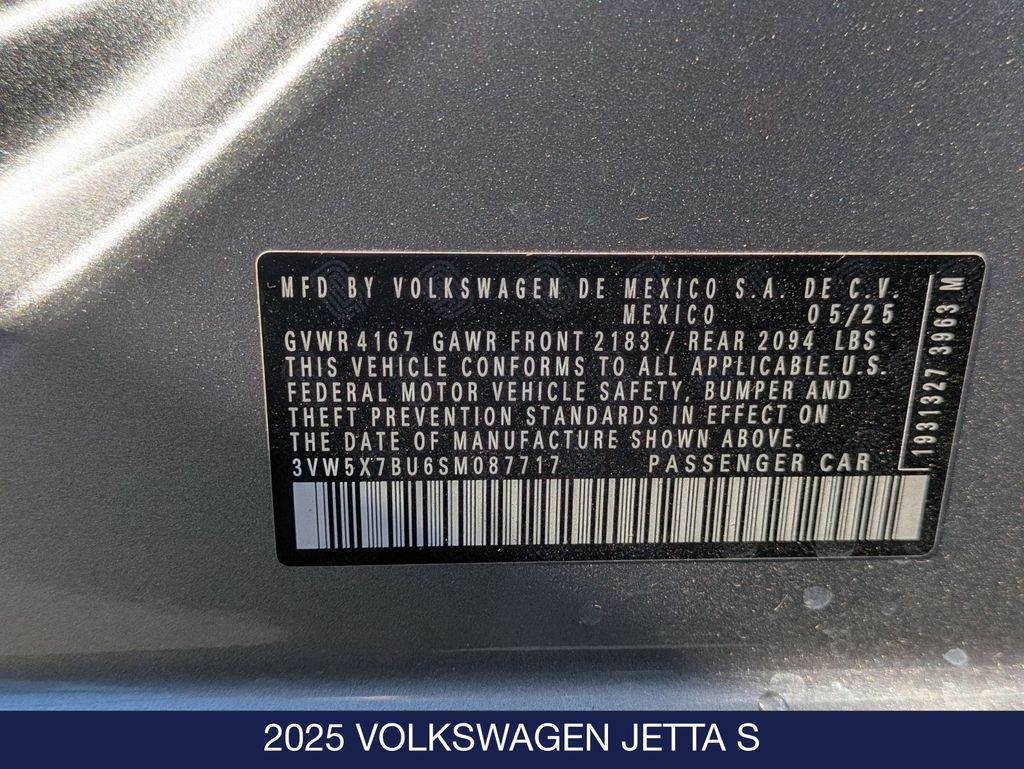 MFD BY VOLKSWAGEN DE MEXICO S.A. DE C.V.
MEXICO 05/25
GVWR 4167 GAWR FRONT 2183 / REAR 2094 LBS
THIS VEHICLE CONFORMS TO ALL APPLICABLE U.S.
FEDERAL MOTOR VEHICLE SAFETY, BUMPER AND
THEFT PREVENTION STANDARDS IN EFFECT ON
THE DATE OF MANUFACTURE SHOWN ABOVE.
3VW5X7BU6SM087717 PASSENGER CAR
1931327 3963 M
2025 VOLKSWAGEN JETTA S